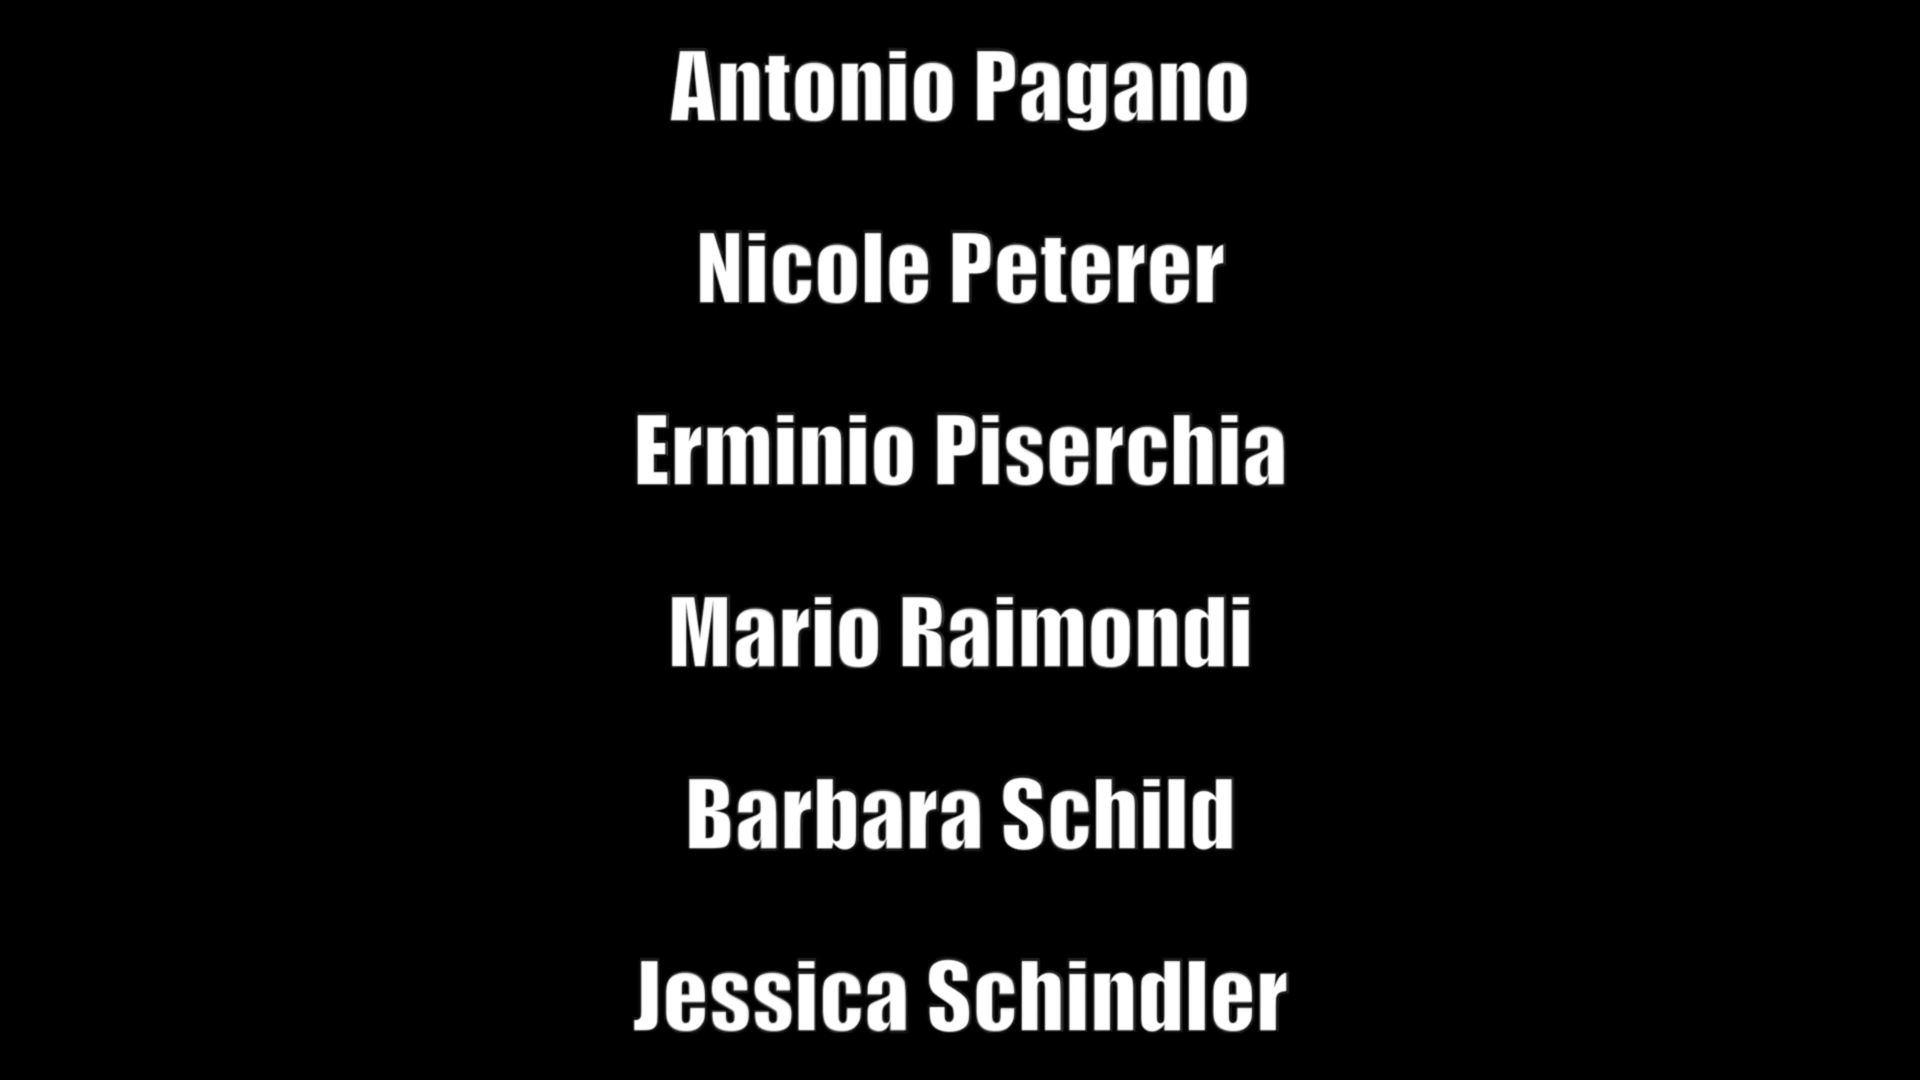 Antonio Pagano
Nicole Peterer
Erminio Piserchia
Mario Raimondi
Barbara Schild
Jessica Schindler